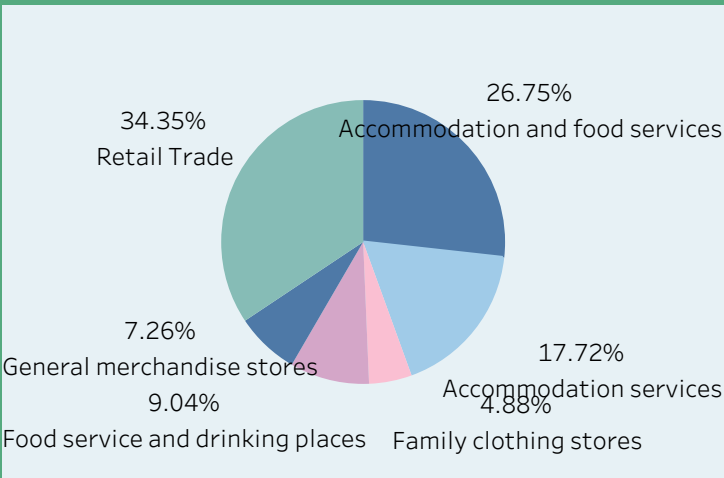 26.75%
Accommodation and food services
34.35%
Retail Trade
7.26%
General merchandise stores
17.72%
Accommodation services
9.04%
Food service and drinking places
4.88%
Family clothing stores